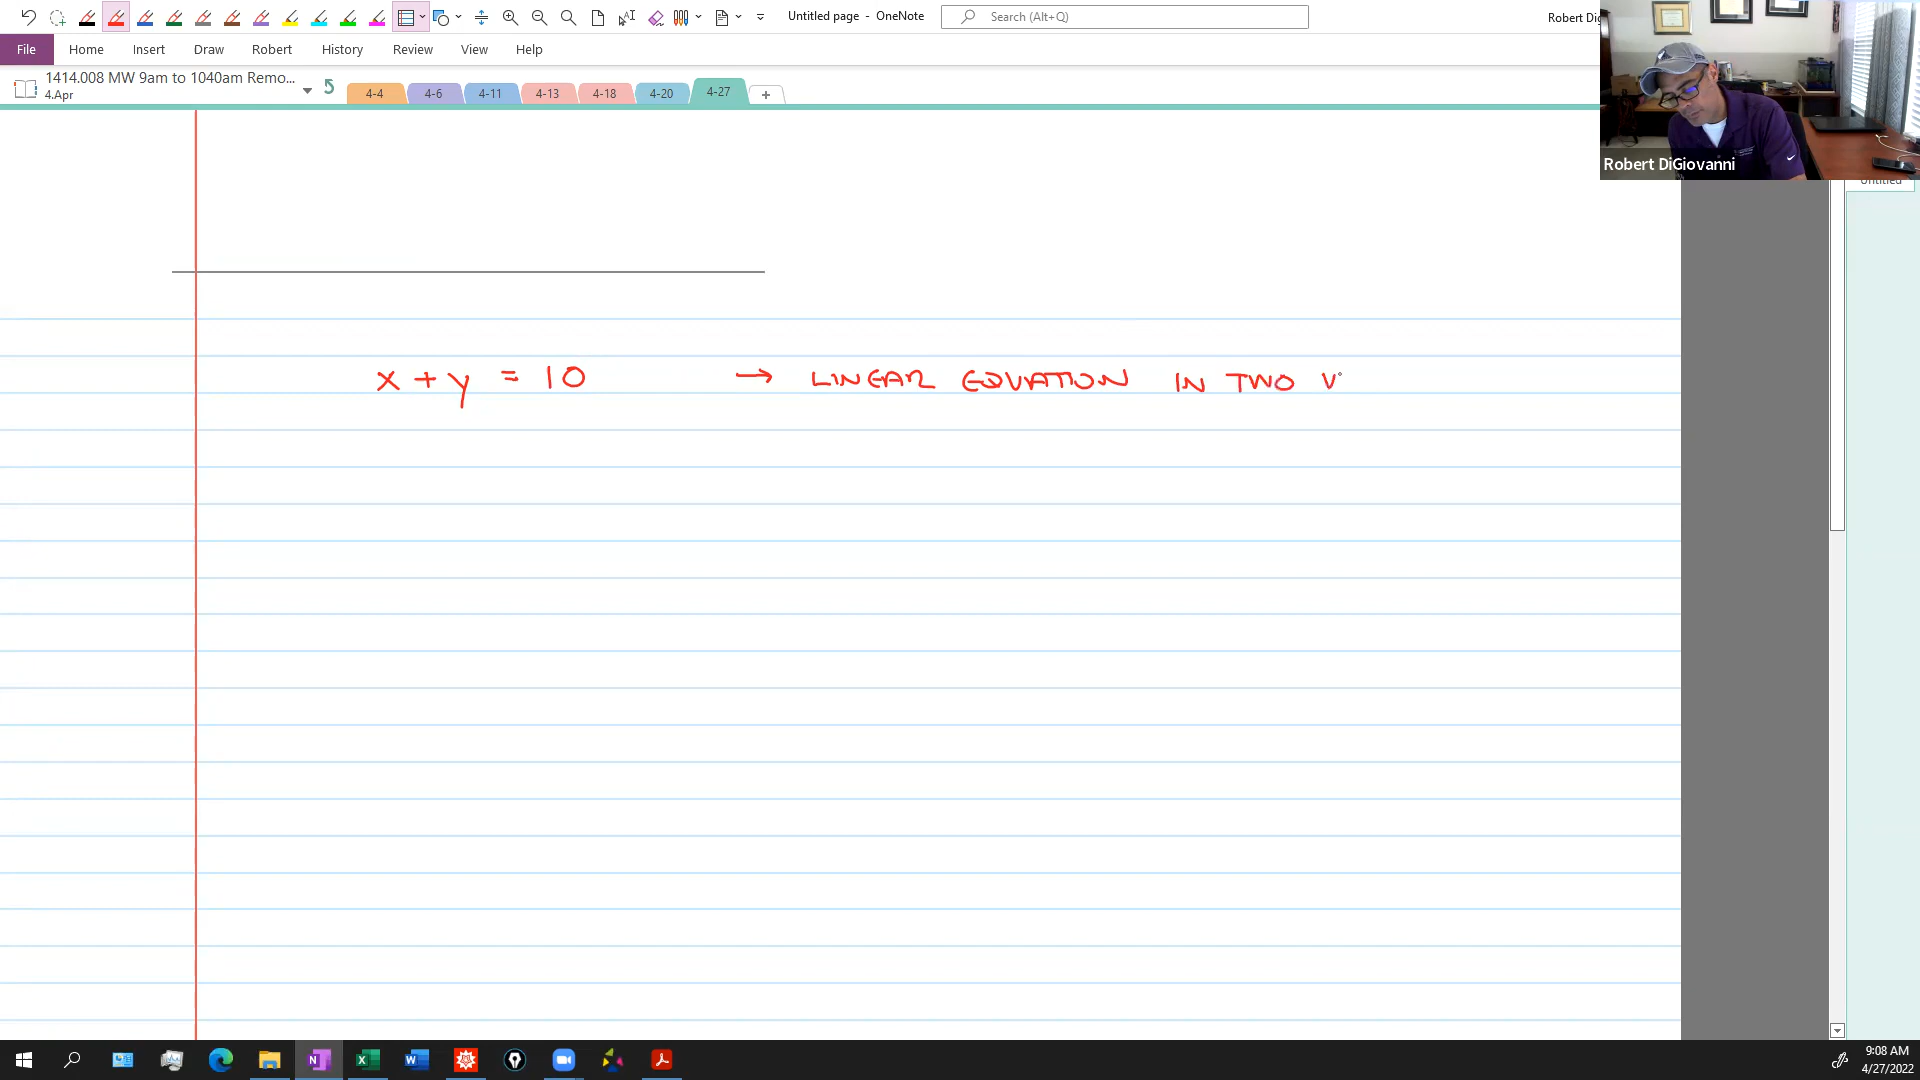 Untitled page - OneNote
Search (Alt+Q)
File Home Insert Draw Robert History Review View Help
1414.008 MW 9am to 1040am Remo...
4.Apr
4-4 4-6 4-11 4-13 4-18 4-20 4-27
Robert DiGiovanni
Untitled
x + y = 10 → LINEAR EQUATION IN TWO V
9:08 AM
4/27/2022